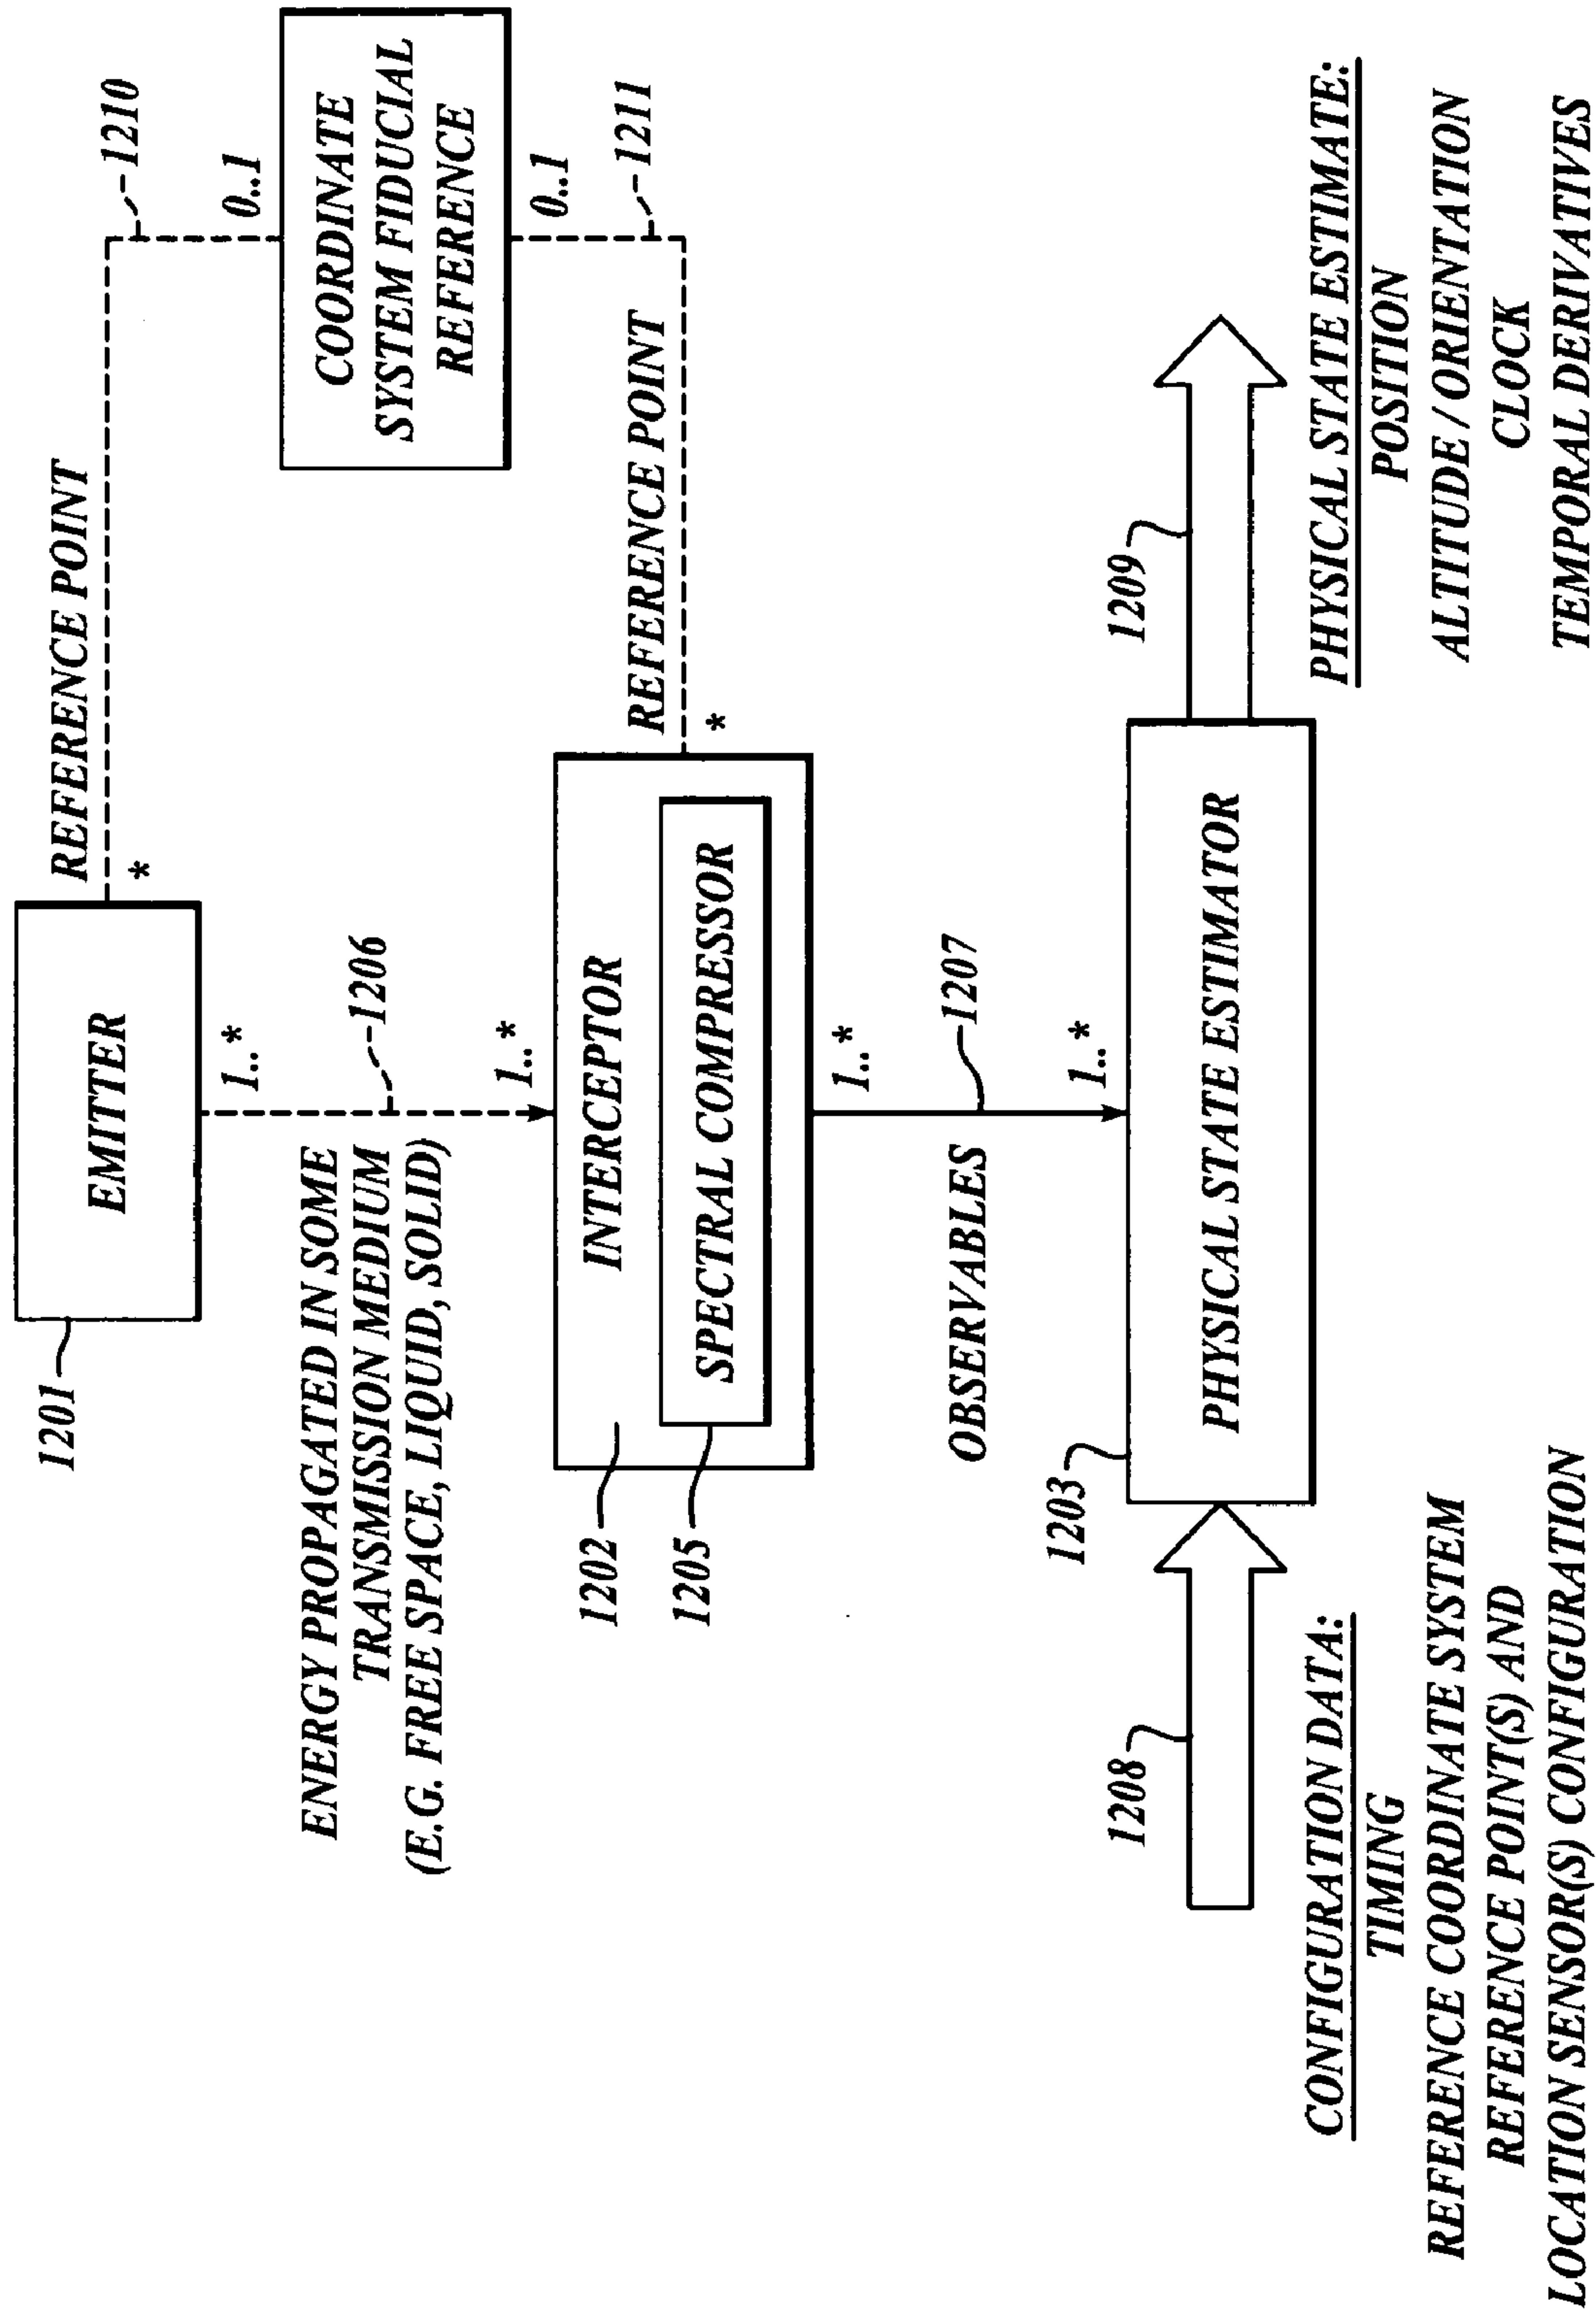 1201
EMITTER
*
REFERENCE POINT
1210
1..*
0..1
ENERGY PROPAGATED IN SOME
TRANSMISSION MEDIUM
(E.G. FREE SPACE, LIQUID, SOLID)
1206
COORDINATE
SYSTEM FIDUCIAL
REFERENCE
1..*
0..1
1202
INTERCEPTOR
REFERENCE POINT
1211
*
1205
SPECTRAL COMPRESSOR
1..*
OBSERVABLES
1207
1..*
1203
1208
PHYSICAL STATE ESTIMATOR
1209
CONFIGURATION DATA:
TIMING
REFERENCE COORDINATE SYSTEM
REFERENCE POINT(S) AND
LOCATION SENSOR(S) CONFIGURATION
PHYSICAL STATE ESTIMATE:
POSITION
ALTITUDE / ORIENTATION
CLOCK
TEMPORAL DERIVATIVES